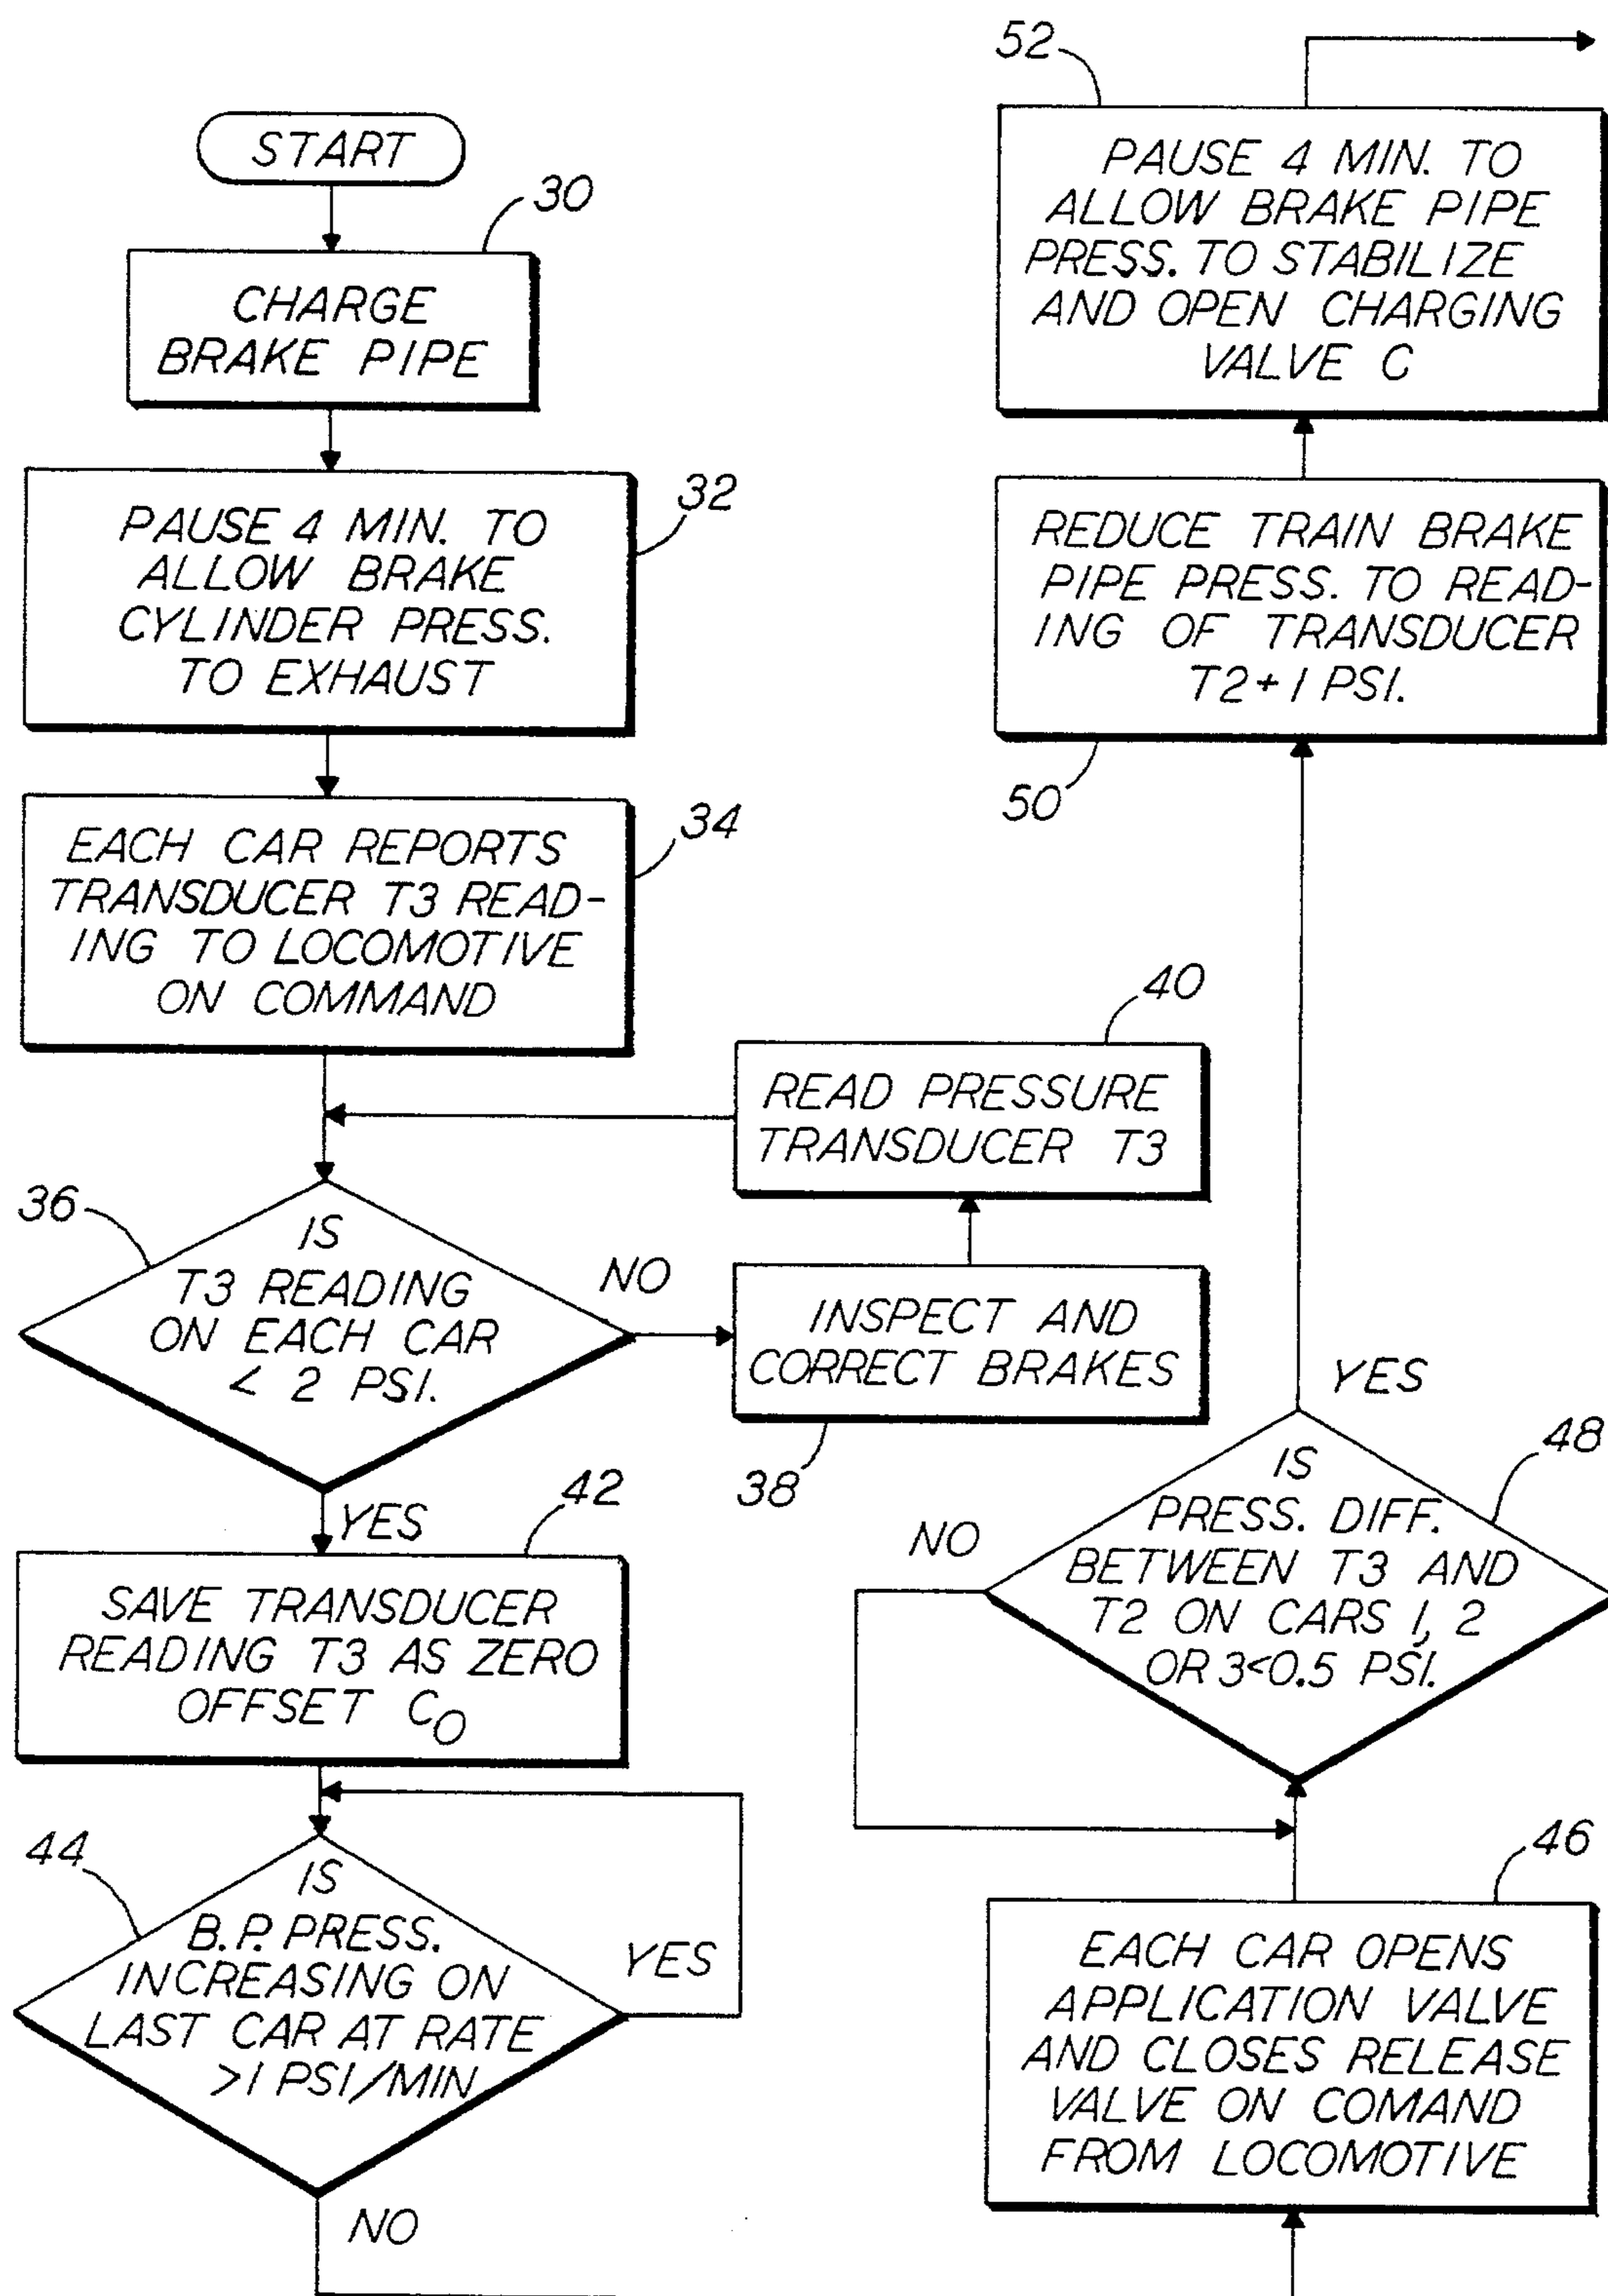 START
30
CHARGE
BRAKE PIPE
32
PAUSE 4 MIN. TO
ALLOW BRAKE
CYLINDER PRESS.
TO EXHAUST
34
EACH CAR REPORTS
TRANSDUCER T3 READ-
ING TO LOCOMOTIVE
ON COMMAND
36
IS
T3 READING
ON EACH CAR
< 2 PSI.
NO
40
READ PRESSURE
TRANSDUCER T3
INSPECT AND
CORRECT BRAKES
38
YES
42
SAVE TRANSDUCER
READING T3 AS ZERO
OFFSET CO
44
IS
B.P. PRESS.
INCREASING ON
LAST CAR AT RATE
>1 PSI/MIN
YES
NO
46
EACH CAR OPENS
APPLICATION VALVE
AND CLOSES RELEASE
VALVE ON COMAND
FROM LOCOMOTIVE
48
IS
PRESS. DIFF.
BETWEEN T3 AND
T2 ON CARS 1, 2
OR 3<0.5 PSI.
NO
YES
50
REDUCE TRAIN BRAKE
PIPE PRESS. TO READ-
ING OF TRANSDUCER
T2+1 PSI.
52
PAUSE 4 MIN. TO
ALLOW BRAKE PIPE
PRESS. TO STABILIZE
AND OPEN CHARGING
VALVE C